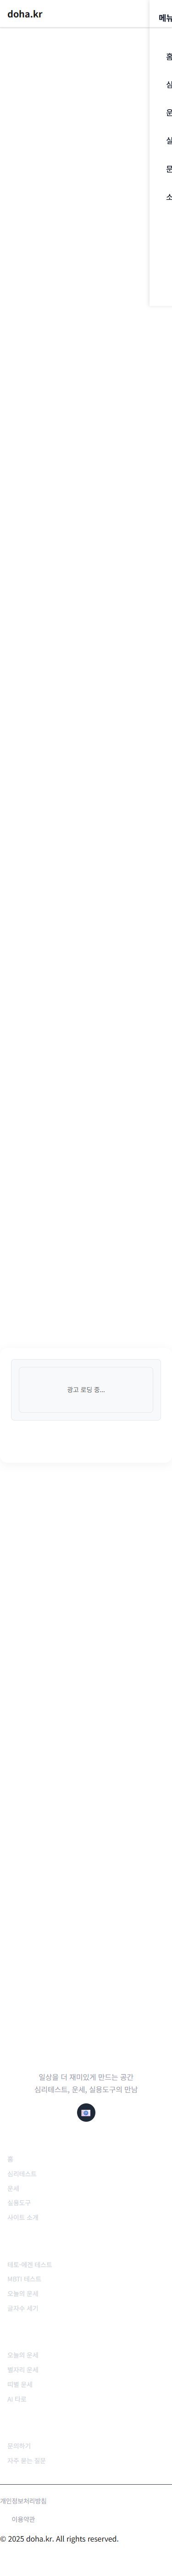 doha.kr
메뉴
홈
문
소
광고 로딩 중...
일상을 더 재미있게 만드는 공간
심리테스트, 운세, 실용도구의 만남
홈
심리테스트
운세
실용도구
사이트 소개
테토-에겐 테스트
MBTI 테스트
오늘의 운세
글자수 세기
오늘의 운세
별자리 운세
띠별 운세
AI 타로
문의하기
자주 묻는 질문
개인정보처리방침
이용약관
© 2025 doha.kr. All rights reserved.